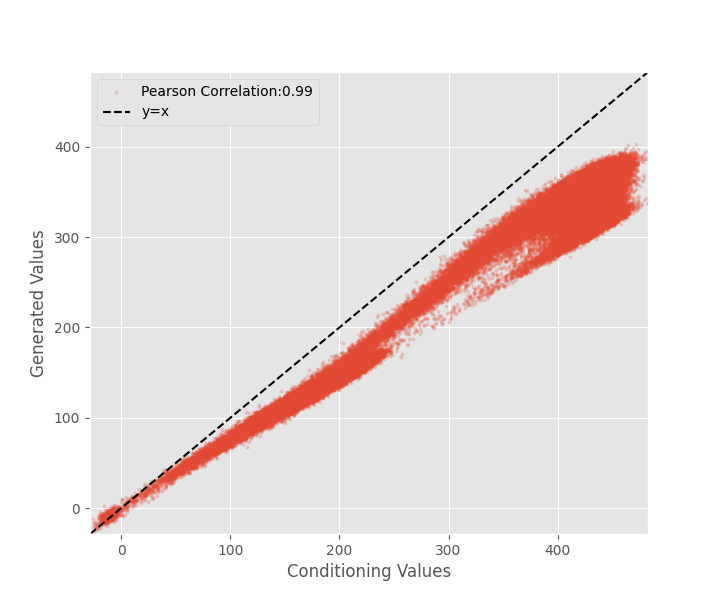 Pearson Correlation:0.99
y=x
400
300
200
100
0
Generated Values
0 100 200 300 400
Conditioning Values